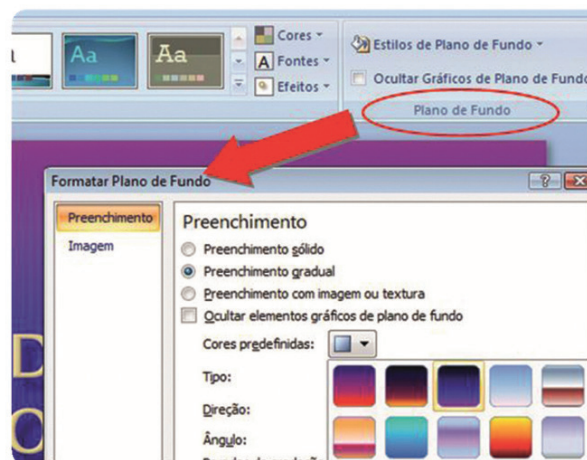 Aa
Aa
Cores
A Fontes
Efeitos
Estilos de Plano de Fundo
Ocultar Gráficos de Plano de Fundo
Plano de Fundo
Formatar Plano de Fundo
Preenchimento
Imagem
Preenchimento
Preenchimento sólido
Preenchimento gradual
Preenchimento com imagem ou textura
Ocultar elementos gráficos de plano de fundo
Cores predefinidas:
Tipo:
Direção:
Ângulo:
D
O